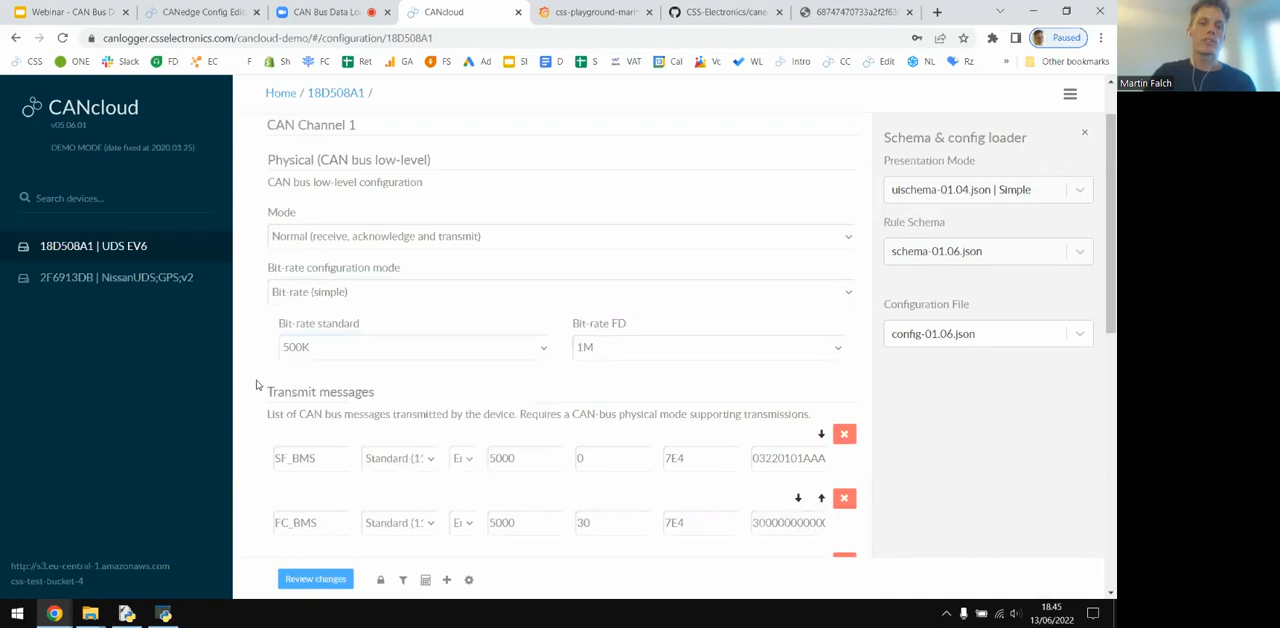 Webinar - CAN Bus D
CANedge Config Edit
CAN Bus Data Lo
CANcloud
css-playground-mari
CSS-Electronics/cane
68747470733a2f2f63
canlogger.csselectronics.com/cancloud-demo/#/configuration/18D508A1
Paused
CSS
ONE
Slack
FD
EC
F
Sh
FC
Ret
GA
FS
Ad
SI
D
S
VAT
Cal
Vc
WL
Intro
CC
Edit
NL
Rz
»
Other bookmarks
Martin Falch
CANcloud
v05.06.01
DEMO MODE (date fixed at 2020.03.25)
Search devices...
18D508A1 | UDS EV6
2F6913DB | NissanUDS;GPS;v2
http://s3.eu-central-1.amazonaws.com
css-test-bucket-4
Home / 18D508A1 /
CAN Channel 1
Physical (CAN bus low-level)
CAN bus low-level configuration
Mode
Normal (receive, acknowledge and transmit)
Bit-rate configuration mode
Bit-rate (simple)
Bit-rate standard
Bit-rate FD
500K
1M
Transmit messages
List of CAN bus messages transmitted by the device. Requires a CAN-bus physical mode supporting transmissions.
SF_BMS
Standard (1
E
5000
0
7E4
03220101AAA
FC_BMS
Standard (1
E
5000
30
7E4
30000000000
Review changes
Schema & config loader
Presentation Mode
uischema-01.04.json | Simple
Rule Schema
schema-01.06.json
Configuration File
config-01.06.json
18.45
13/06/2022